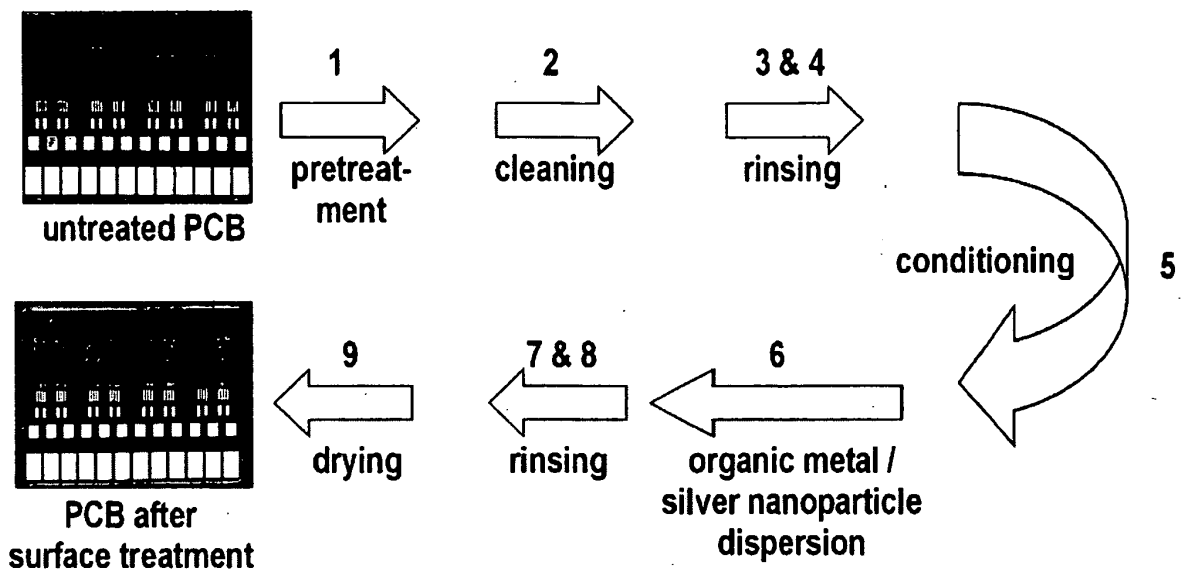 1
pretreat-
ment
2
cleaning
3 & 4
rinsing
untreated PCB
conditioning
5
6
organic metal /
silver nanoparticle
dispersion
7 & 8
rinsing
9
drying
PCB after
surface treatment